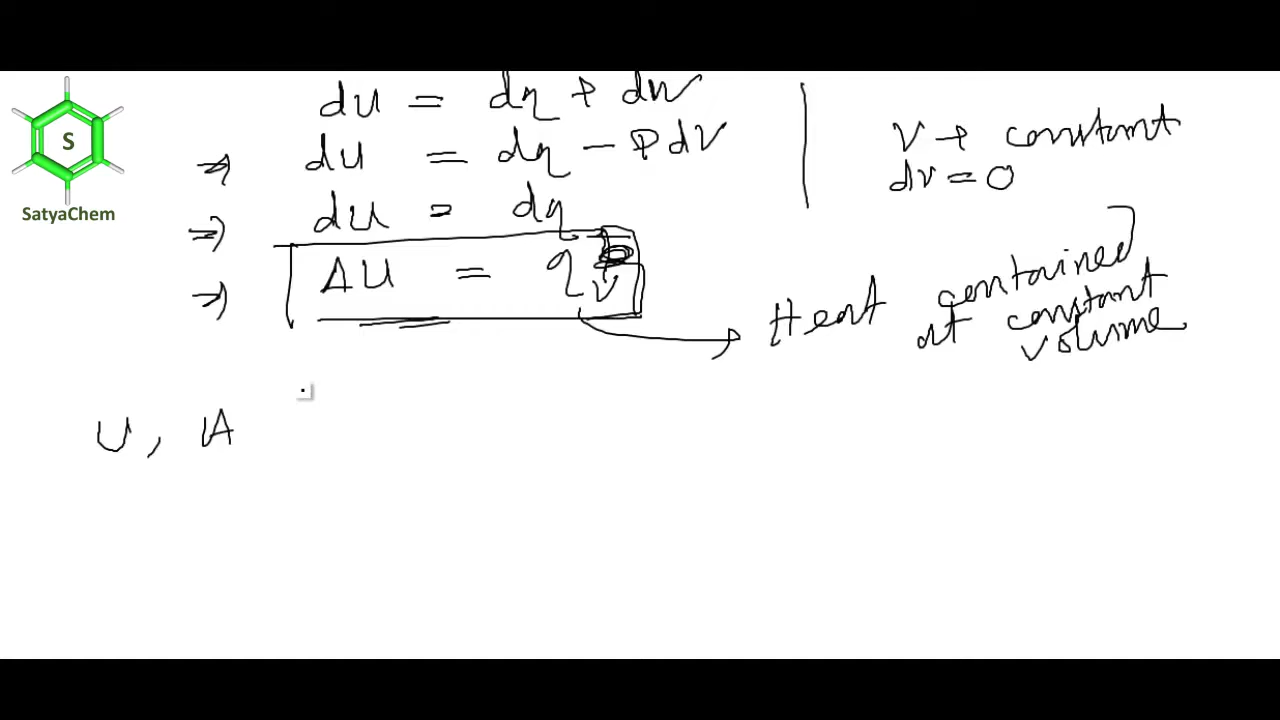 S
SatyaChem
dU = dq + dW
⇒ dU = dq - PdV
⇒ dU = dq
⇒ ΔU = qv
V → constant
dV = 0
→ Heat contained
at constant
volume
U, A